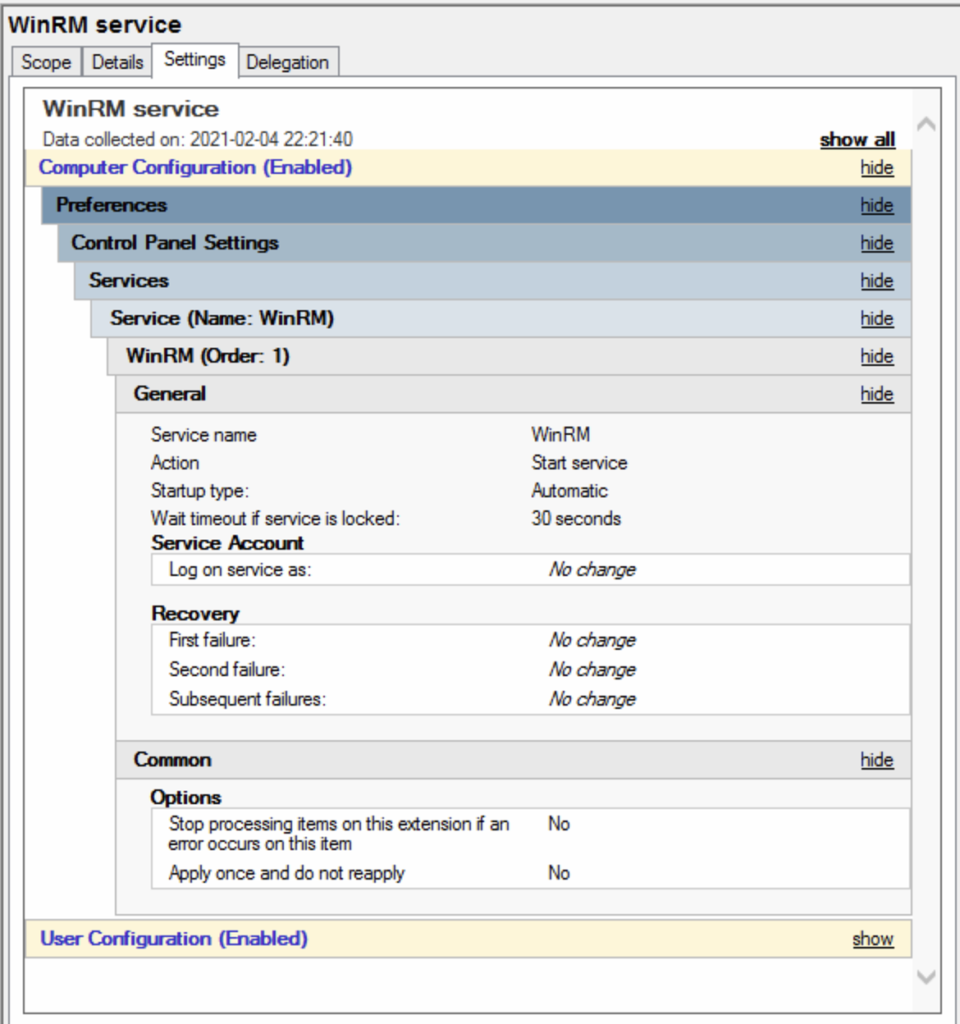 WinRM service
Scope Details Settings Delegation
WinRM service
Data collected on: 2021-02-04 22:21:40 show all
Computer Configuration (Enabled) hide
Preferences hide
Control Panel Settings hide
Services hide
Service (Name: WinRM) hide
WinRM (Order: 1) hide
General hide
Service name WinRM
Action Start service
Startup type: Automatic
Wait timeout if service is locked: 30 seconds
Service Account
Log on service as: No change
Recovery
First failure: No change
Second failure: No change
Subsequent failures: No change
Common hide
Options
Stop processing items on this extension if an No
error occurs on this item
Apply once and do not reapply No
User Configuration (Enabled) show